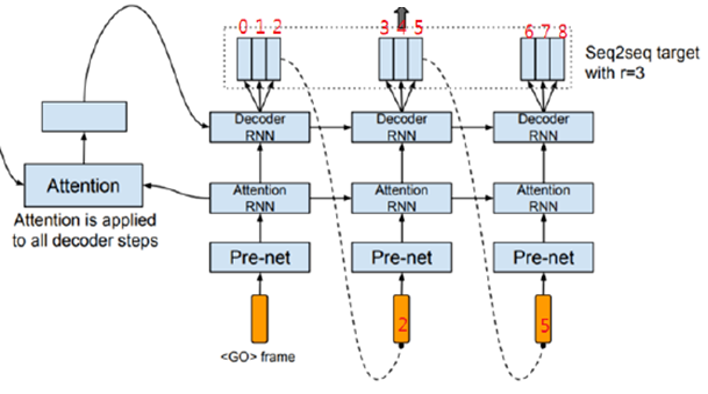 0 1 2
3 4 5
6 7 8
Seq2seq target
with r=3
Decoder
RNN
Decoder
RNN
Decoder
RNN
Attention
Attention is applied
to all decoder steps
Attention
RNN
Attention
RNN
Attention
RNN
Pre-net
Pre-net
Pre-net
2
5
<GO> frame